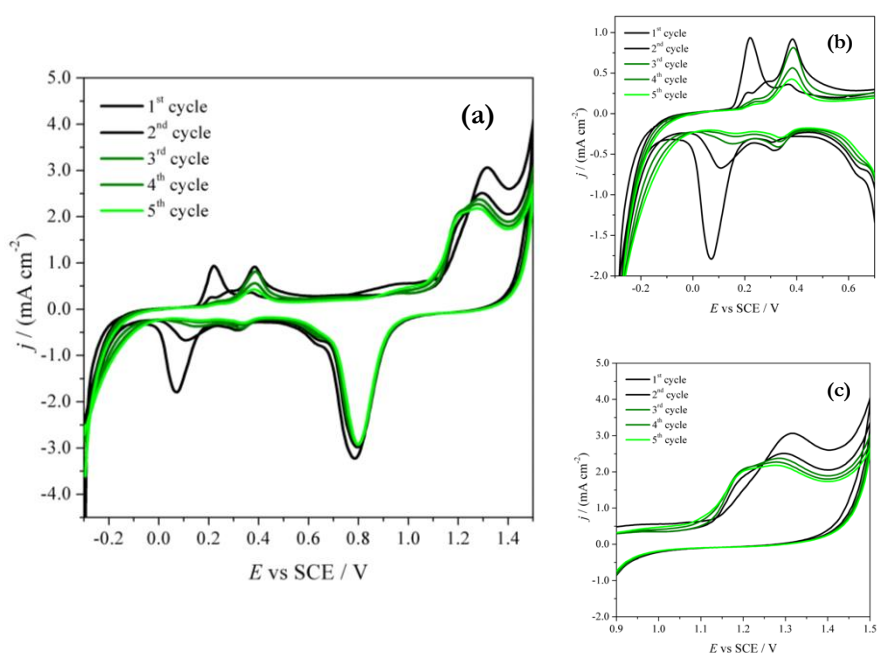 (a)
1st cycle
2nd cycle
3rd cycle
4th cycle
5th cycle
5.0
4.0
3.0
2.0
1.0
0.0
-1.0
-2.0
-3.0
-4.0
j / (mA cm-2)
-0.2 0.0 0.2 0.4 0.6 0.8 1.0 1.2 1.4
E vs SCE / V
(b)
1st cycle
2nd cycle
3rd cycle
4th cycle
5th cycle
1.0
0.5
0.0
-0.5
-1.0
-1.5
-2.0
j / (mA cm-2)
-0.2 0.0 0.2 0.4 0.6
E vs SCE / V
(c)
1st cycle
2nd cycle
3rd cycle
4th cycle
5th cycle
5.0
4.0
3.0
2.0
1.0
0.0
-1.0
-2.0
j / (mA cm-2)
0.9 1.0 1.1 1.2 1.3 1.4 1.5
E vs SCE / V